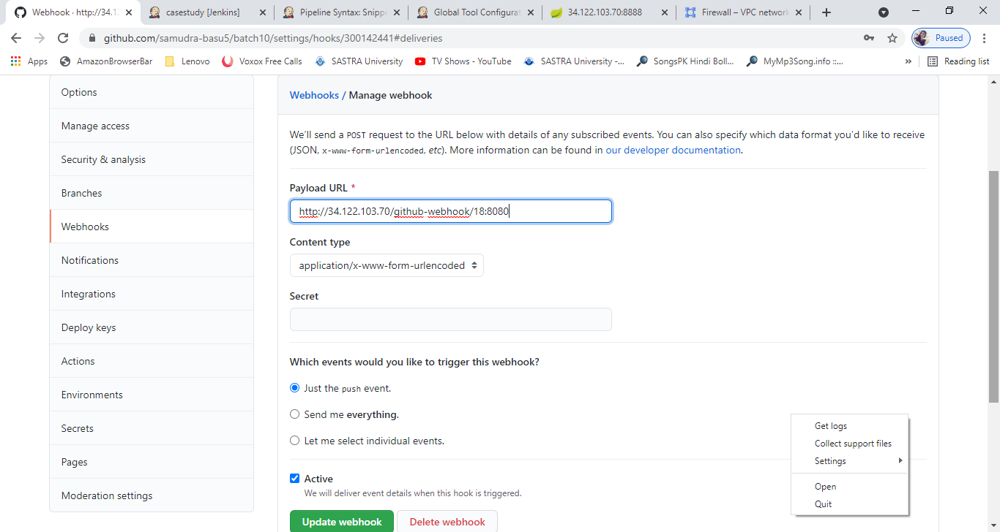 Webhook · http://34.1
casestudy [Jenkins]
Pipeline Syntax: Snippe
Global Tool Configurat
34.122.103.70:8888
Firewall – VPC network
github.com/samudra-basu5/batch10/settings/hooks/300142441#deliveries
Paused
Apps
AmazonBrowserBar
Lenovo
Voxox Free Calls
SASTRA University
TV Shows - YouTube
SASTRA University -...
SongsPK Hindi Boll...
MyMp3Song.info ::...
»
Reading list
Options
Manage access
Security & analysis
Branches
Webhooks
Notifications
Integrations
Deploy keys
Actions
Environments
Secrets
Pages
Moderation settings
Webhooks / Manage webhook
We'll send a POST request to the URL below with details of any subscribed events. You can also specify which data format you'd like to receive
(JSON, x-www-form-urlencoded, etc). More information can be found in our developer documentation.
Payload URL *
http://34.122.103.70/github-webhook/18:8080
Content type
application/x-www-form-urlencoded
Secret
Which events would you like to trigger this webhook?
Just the push event.
Send me everything.
Let me select individual events.
Active
We will deliver event details when this hook is triggered.
Update webhook
Delete webhook
Get logs
Collect support files
Settings
Open
Quit